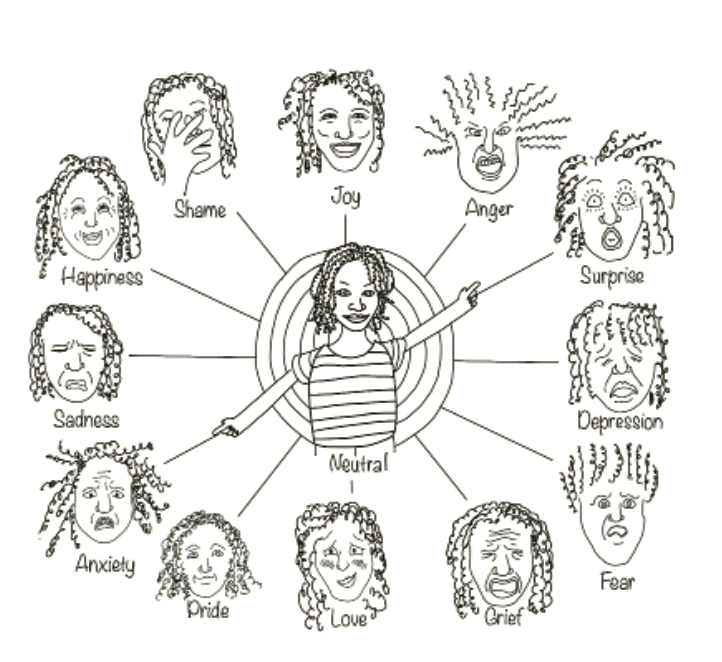 Shame
Joy
Anger
Happiness
Surprise
Sadness
Depression
Neutral
Anxiety
Pride
Love
Grief
Fear